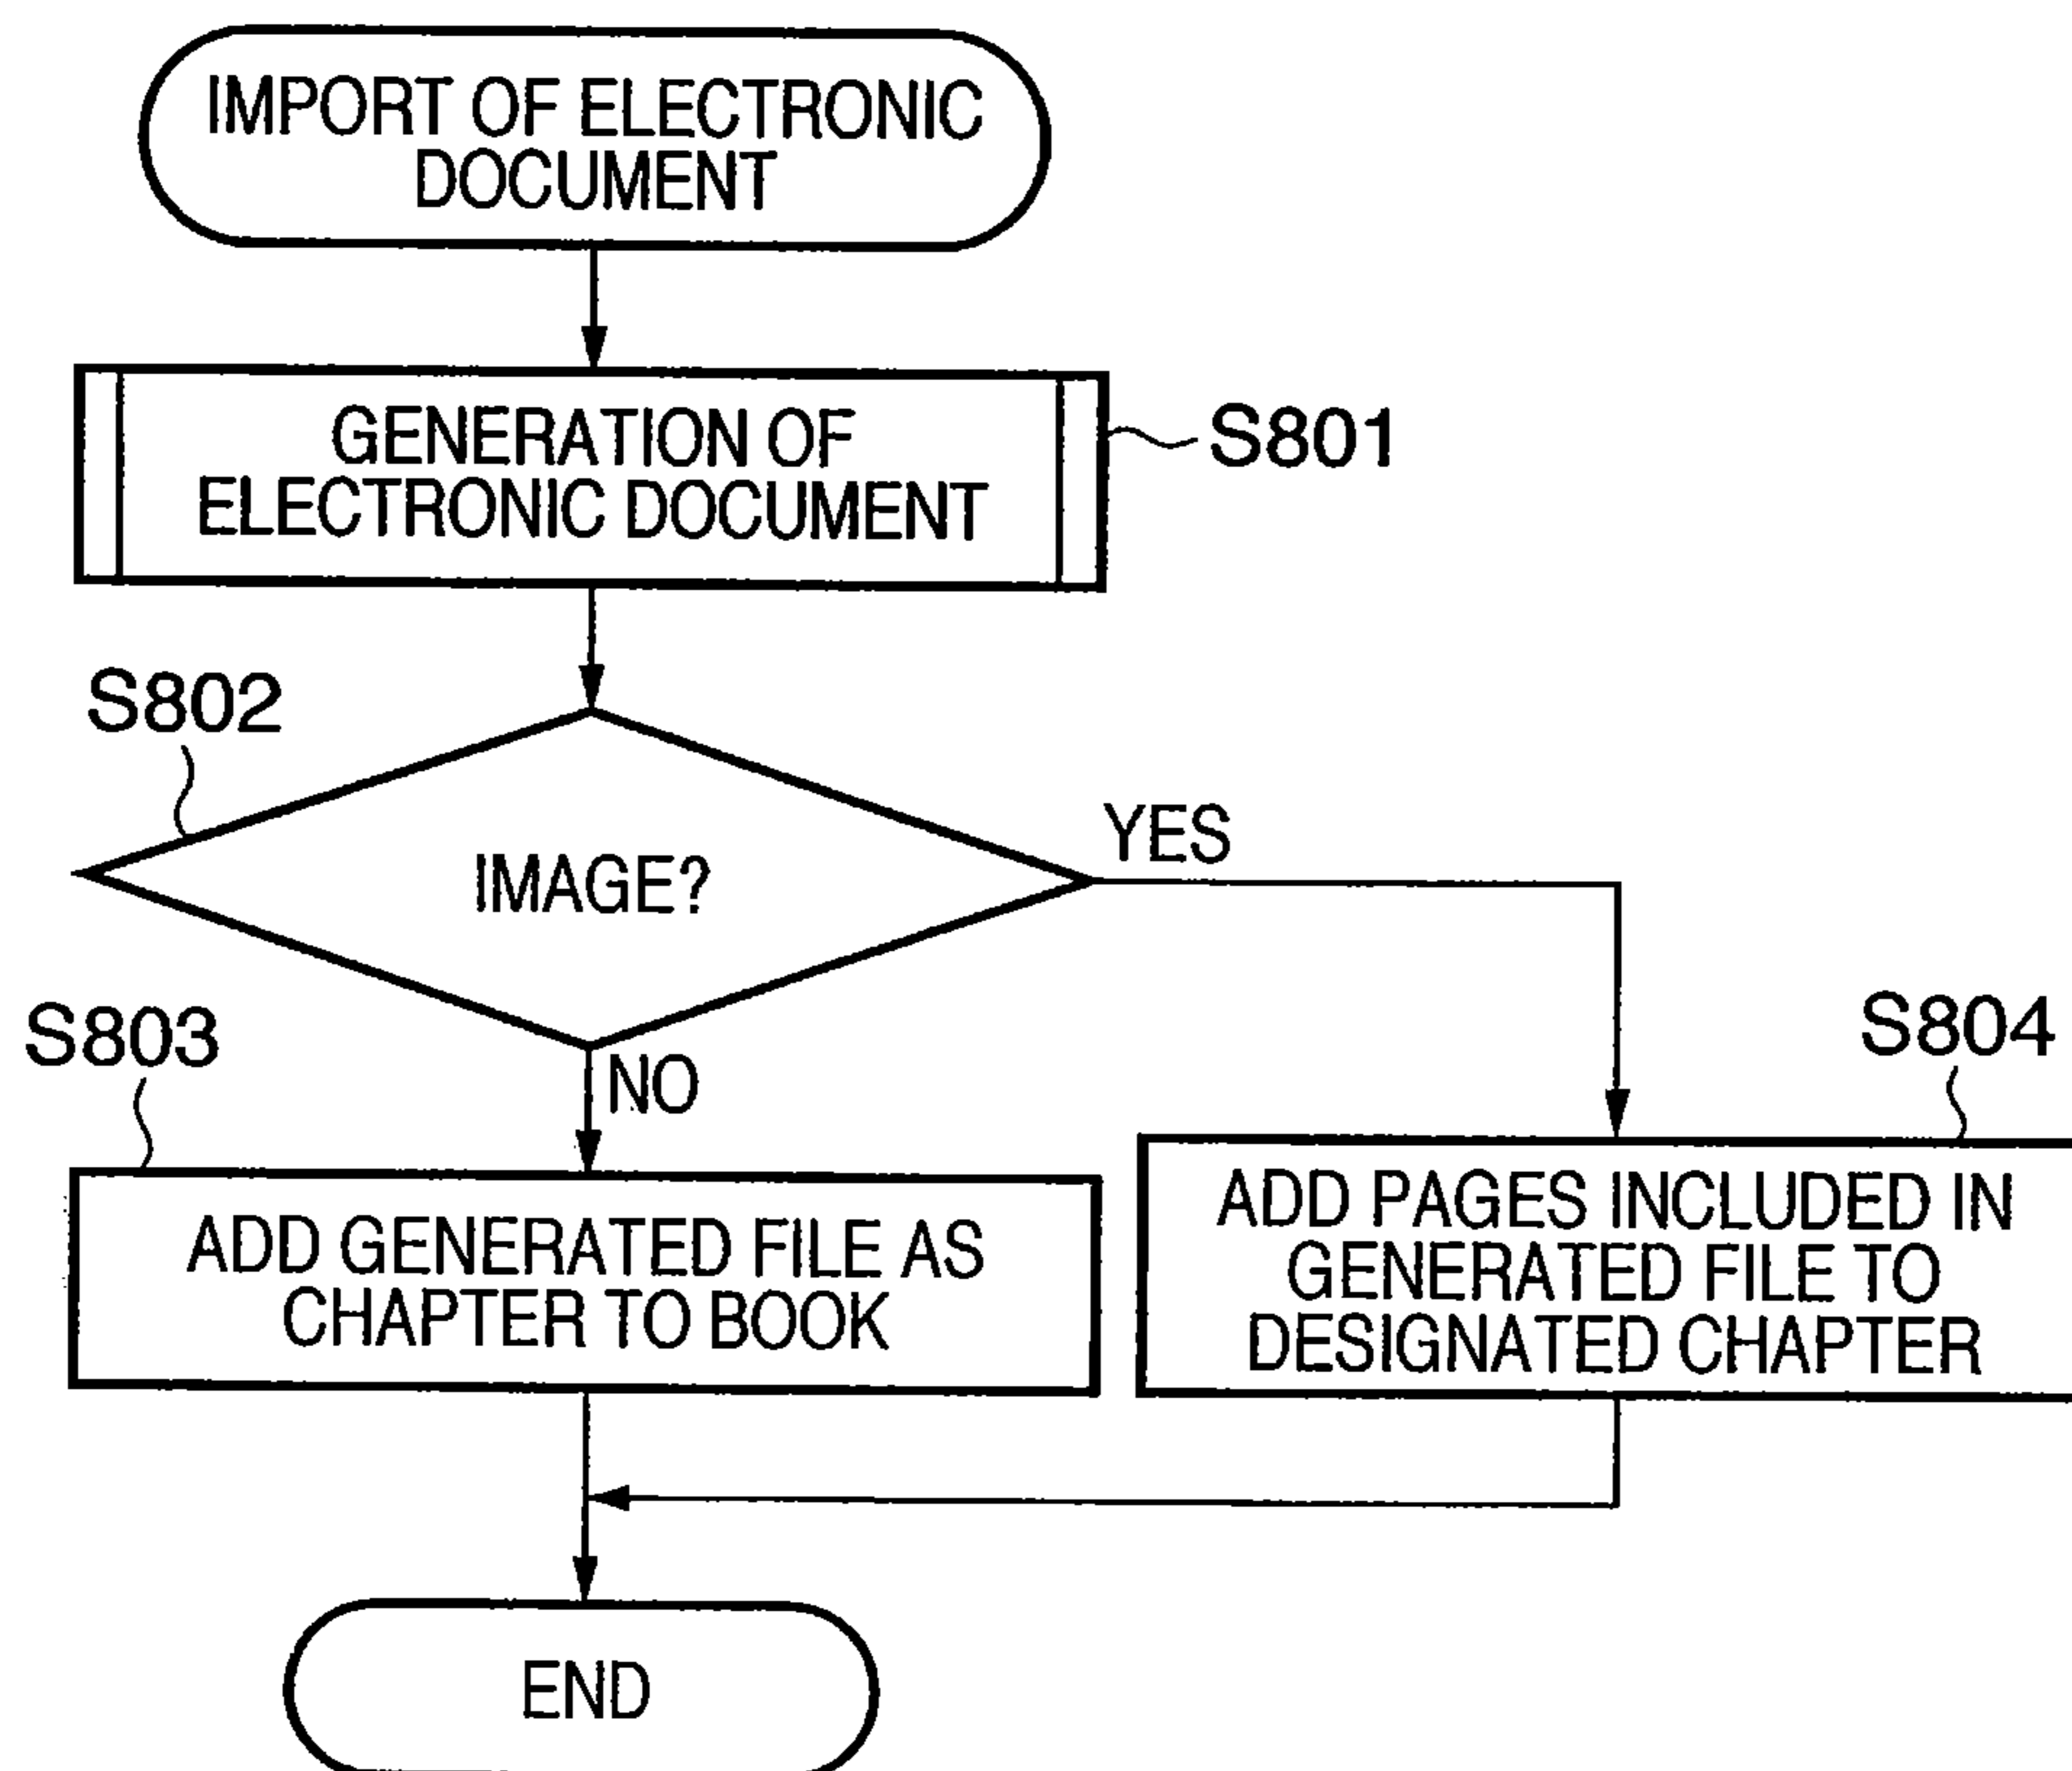 IMPORT OF ELECTRONIC
DOCUMENT
GENERATION OF
ELECTRONIC DOCUMENT
S801
S802
IMAGE?
YES
NO
S803
ADD GENERATED FILE AS
CHAPTER TO BOOK
S804
ADD PAGES INCLUDED IN
GENERATED FILE TO
DESIGNATED CHAPTER
END